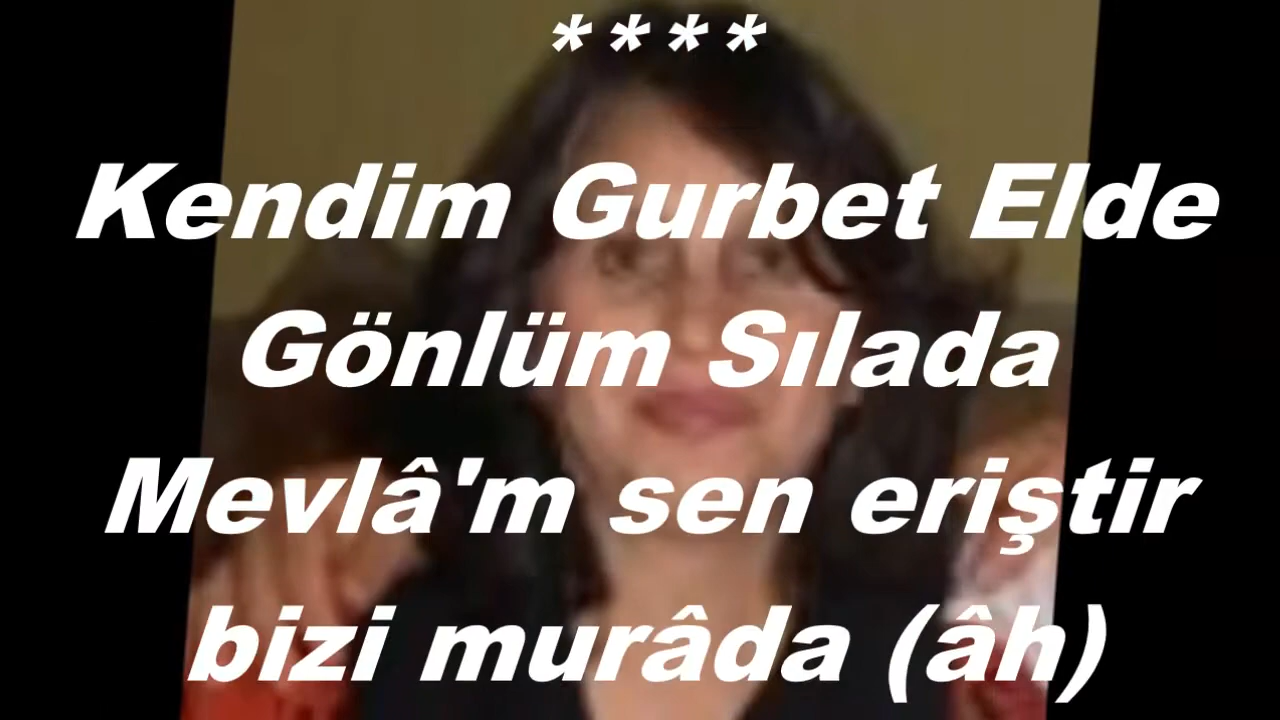 ****
Kendim Gurbet Elde
Gönlüm Sılada
Mevlâ'm sen eriştir
bizi murâda (âh)